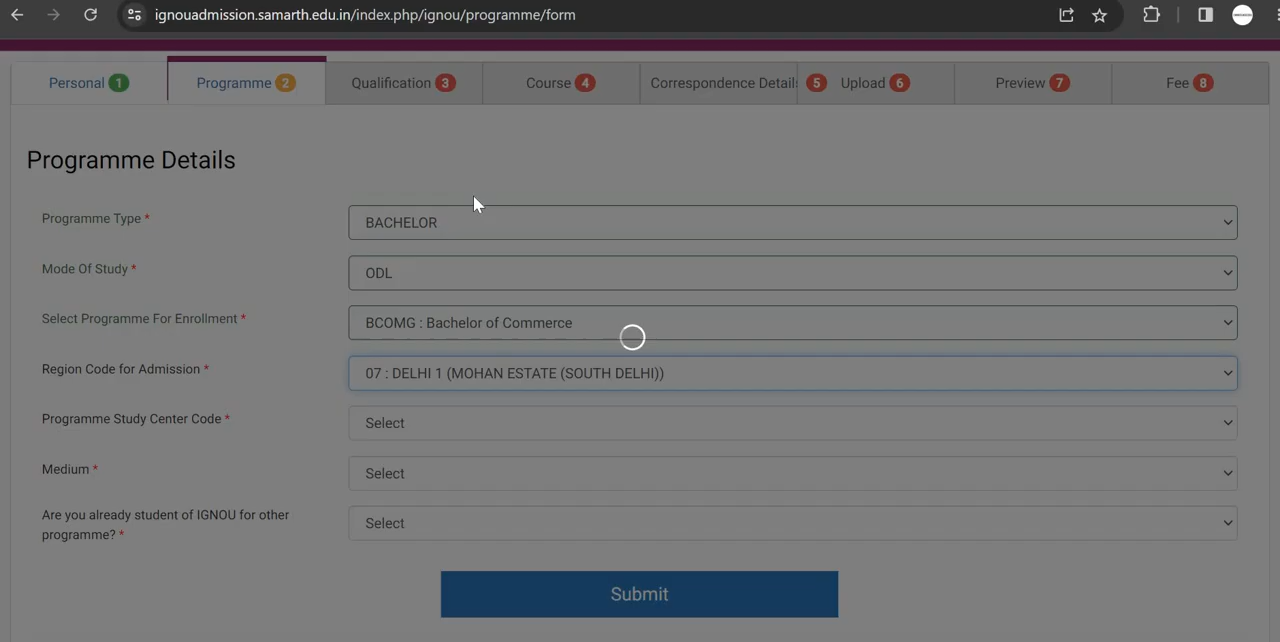 ignouadmission.samarth.edu.in/index.php/ignou/programme/form
Personal 1
Programme 2
Qualification 3
Course 4
Correspondence Detail 5
Upload 6
Preview 7
Fee 8
Programme Details
Programme Type *
BACHELOR
Mode Of Study *
ODL
Select Programme For Enrollment *
BCOMG : Bachelor of Commerce
Region Code for Admission *
07 : DELHI 1 (MOHAN ESTATE (SOUTH DELHI))
Programme Study Center Code *
Select
Medium *
Select
Are you already student of IGNOU for other
programme? *
Select
Submit